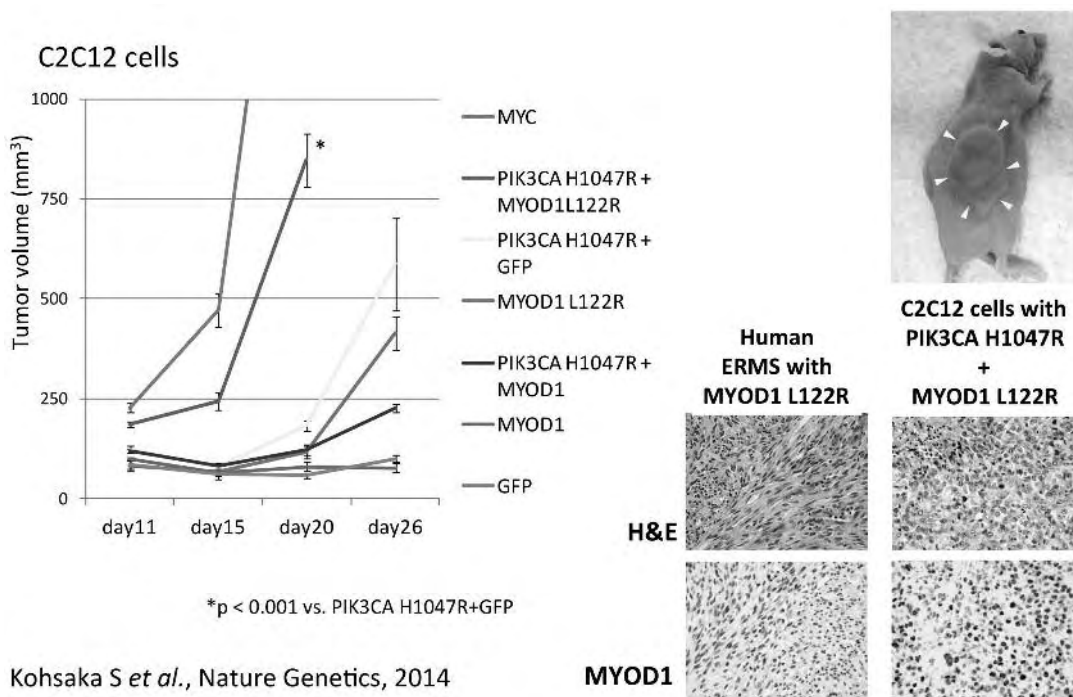 C2C12 cells
Tumor volume (mm³)
1000
750
500
250
0
day11 day15 day20 day26
*
MYC
PIK3CA H1047R +
MYOD1L122R
PIK3CA H1047R +
GFP
MYOD1 L122R
PIK3CA H1047R +
MYOD1
MYOD1
GFP
*p < 0.001 vs. PIK3CA H1047R+GFP
Kohsaka S et al., Nature Genetics, 2014
Human
ERMS with
MYOD1 L122R
C2C12 cells with
PIK3CA H1047R
+
MYOD1 L122R
H&E
MYOD1